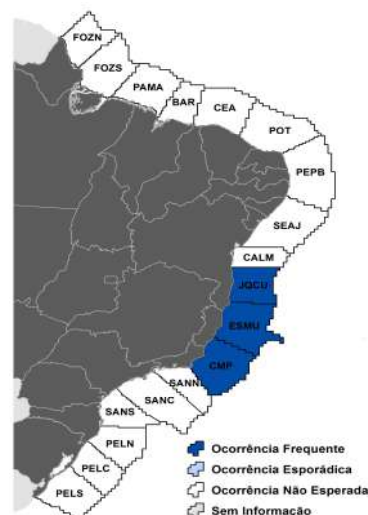 FOZN
FOZS
PAMA
BAR
CEA
POT
PEPB
SEAJ
CALM
JQCU
ESMU
CMP
SANN
SANC
SANS
PELN
PELC
PELS
Ocorrência Frequente
Ocorrência Esporádica
Ocorrência Não Esperada
Sem Informação